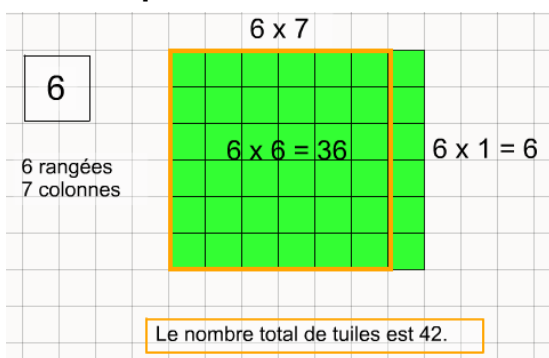 6 x 7
6
6 x 6 = 36
6 x 1 = 6
6 rangées
7 colonnes
Le nombre total de tuiles est 42.